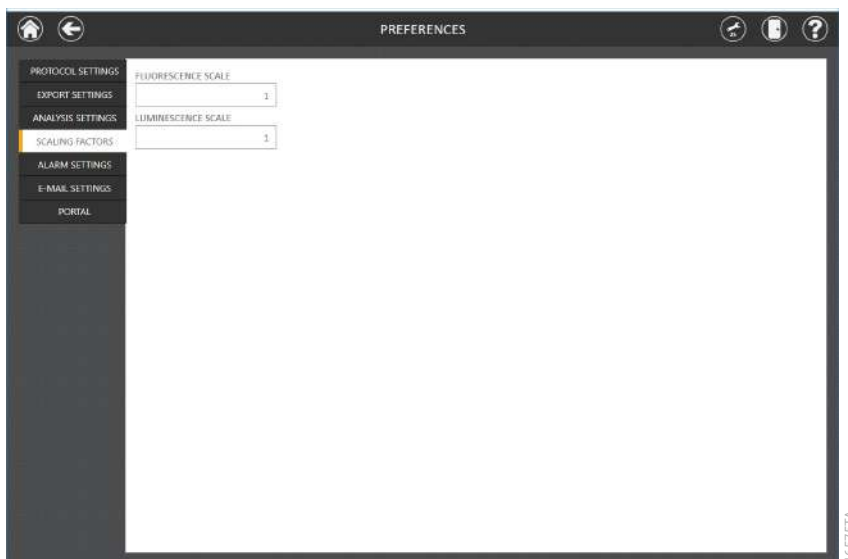 PREFERENCES
?
PROTOCOL SETTINGS
EXPORT SETTINGS
ANALYSIS SETTINGS
SCALING FACTORS
ALARM SETTINGS
E-MAIL SETTINGS
PORTAL
FLUORESCENCE SCALE
1
LUMINESCENCE SCALE
1